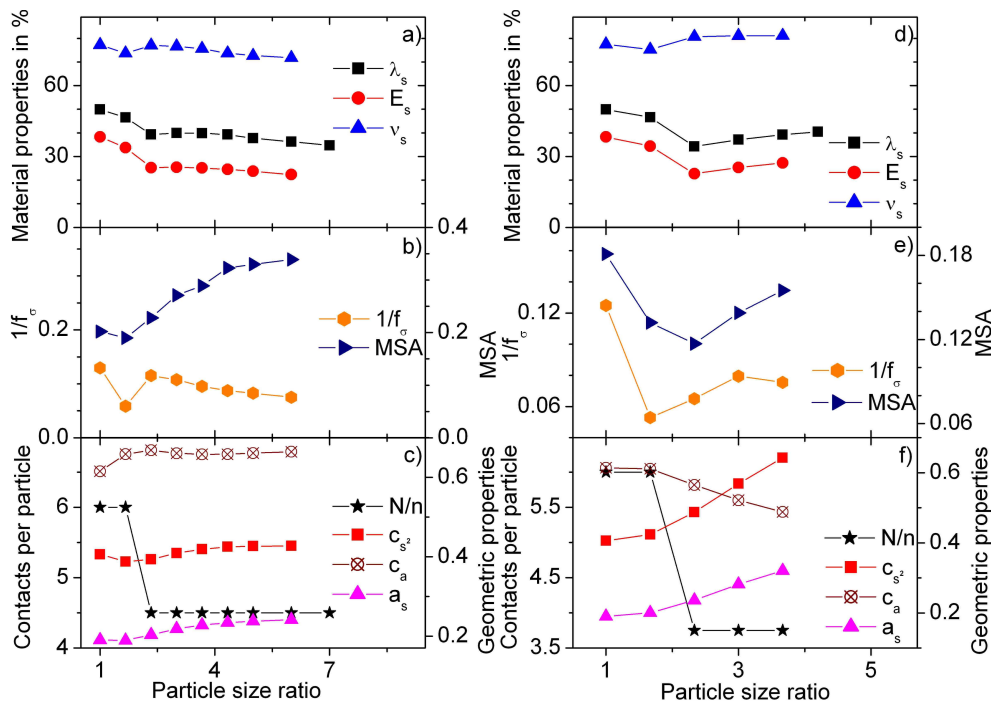 Material properties in %
60
30
0
a)
λs
Es
νs
0.4
1/fσ
0.2
0.0
b)
1/fσ
MSA
0.2
0.0
MSA
Contacts per particle
6
5
4
c)
N/n
cs²
ca
as
0.6
0.4
0.2
Geometric properties
1 4 7
Particle size ratio
Material properties in %
60
30
0
d)
λs
Es
νs
1/fσ
0.12
0.06
e)
1/fσ
MSA
0.18
0.12
0.06
MSA
Contacts per particle
5.5
4.5
3.5
f)
N/n
cs²
ca
as
0.6
0.4
0.2
Geometric properties
1 3 5
Particle size ratio